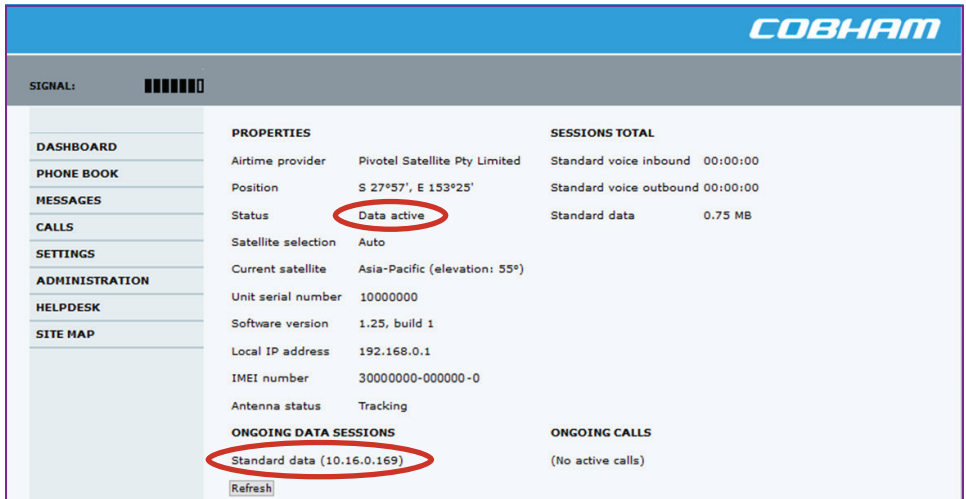 COBHAM
SIGNAL:
DASHBOARD
PHONE BOOK
MESSAGES
CALLS
SETTINGS
ADMINISTRATION
HELPDESK
SITE MAP
PROPERTIES
Airtime provider Pivotel Satellite Pty Limited
Position S 27°57', E 153°25'
Status Data active
Satellite selection Auto
Current satellite Asia-Pacific (elevation: 55°)
Unit serial number 10000000
Software version 1.25, build 1
Local IP address 192.168.0.1
IMEI number 30000000-000000-0
Antenna status Tracking
ONGOING DATA SESSIONS
Standard data (10.16.0.169)
Refresh
SESSIONS TOTAL
Standard voice inbound 00:00:00
Standard voice outbound 00:00:00
Standard data 0.75 MB
ONGOING CALLS
(No active calls)